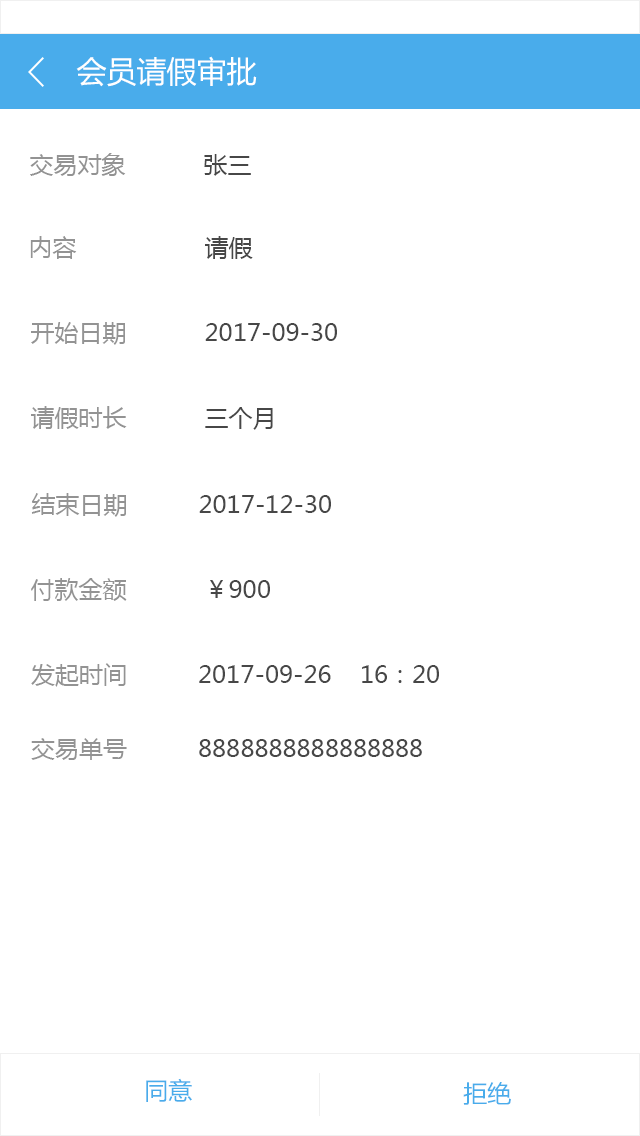 会员请假审批
交易对象 张三
内容 请假
开始日期 2017-09-30
请假时长 三个月
结束日期 2017-12-30
付款金额 ￥900
发起时间 2017-09-26 16：20
交易单号 8888888888888888
同意 拒绝